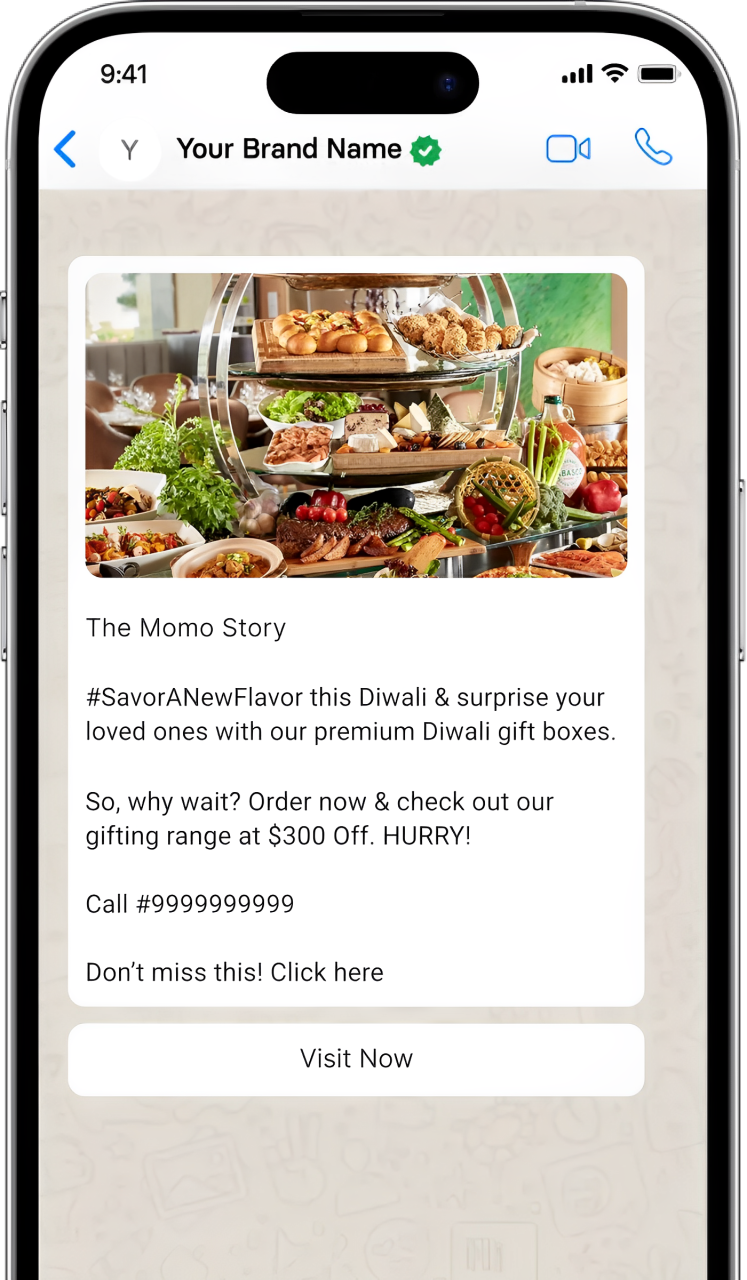 9:41
Y
Your Brand Name
TABASCO
The Momo Story
#SavorANewFlavor this Diwali & surprise your
loved ones with our premium Diwali gift boxes.
So, why wait? Order now & check out our
gifting range at $300 Off. HURRY!
Call #9999999999
Don’t miss this! Click here
Visit Now